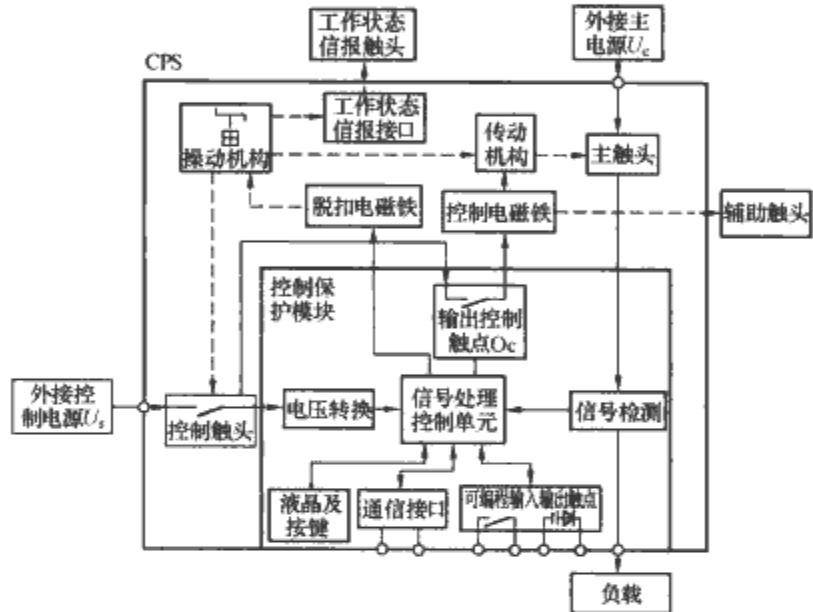 工作状态
信报触头
外接主
电源Ue
CPS
工作状态
信报接口
操动机构
传动
机构
主触头
脱扣电磁铁
控制电磁铁
辅助触头
控制保
护模块
输出控制
触点Oc
外接控
制电源Us
控制触头
电压转换
信号处理
控制单元
信号检测
液晶及
按键
通信接口
可编程输入输出触点
负载